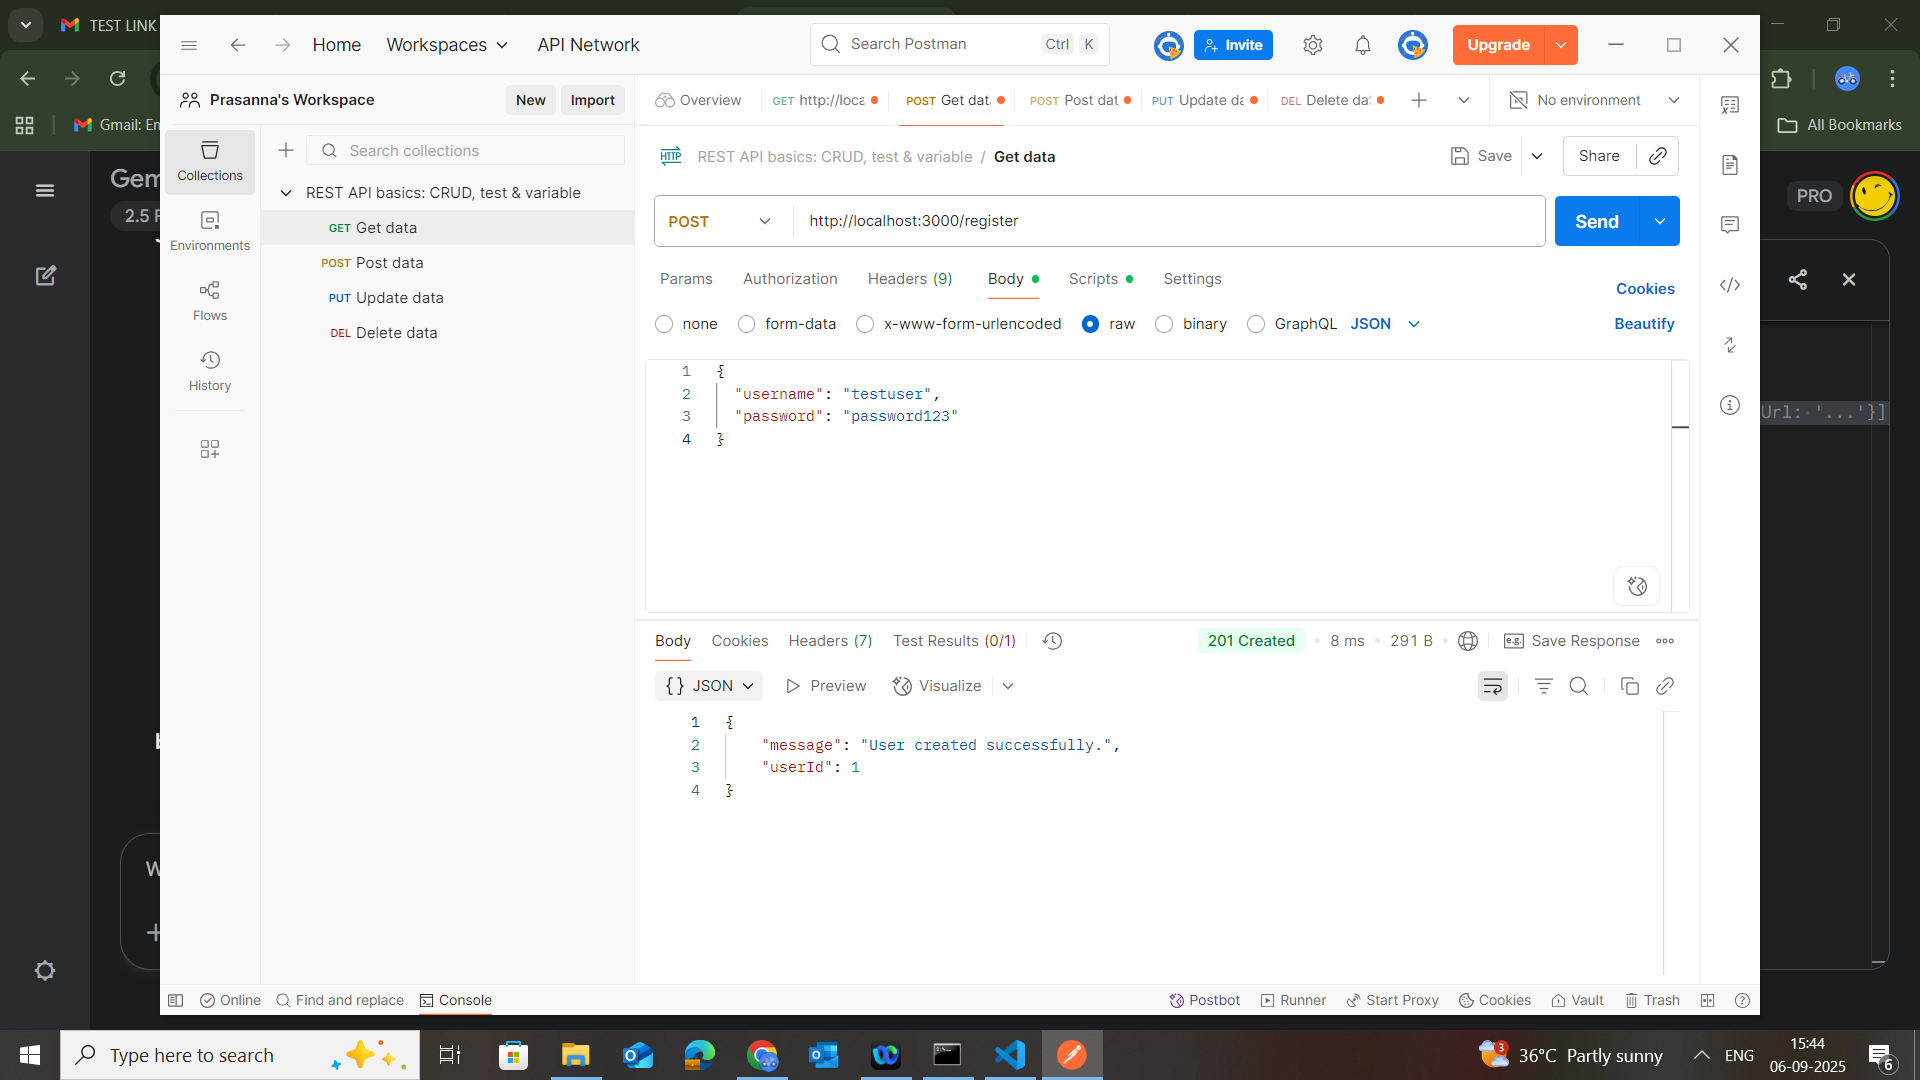 TEST LINK
Home
Workspaces
API Network
Search Postman
Ctrl
K
Invite
Upgrade
Prasanna's Workspace
New
Import
Overview
GET http://loca
POST Get dat
POST Post dat
PUT Update da
DEL Delete da
No environment
Gmail: Em
All Bookmarks
Collections
Search collections
REST API basics: CRUD, test & variable / Get data
Save
Share
Gem
PRO
REST API basics: CRUD, test & variable
2.5 P
GET Get data
POST
http://localhost:3000/register
Send
Environments
POST Post data
Params
Authorization
Headers (9)
Body
Scripts
Settings
Cookies
PUT Update data
Flows
none
form-data
x-www-form-urlencoded
raw
binary
GraphQL
JSON
Beautify
DEL Delete data
History
1 {
2 "username": "testuser",
3 "password": "password123"
4 }
Url: '...'}]
Body
Cookies
Headers (7)
Test Results (0/1)
201 Created
8 ms
291 B
e.g.
Save Response
{} JSON
Preview
Visualize
1 {
2 "message": "User created successfully.",
3 "userId": 1
4 }
Online
Find and replace
Console
Postbot
Runner
Start Proxy
Cookies
Vault
Trash
Type here to search
3
36°C Partly sunny
ENG
15:44
06-09-2025
6